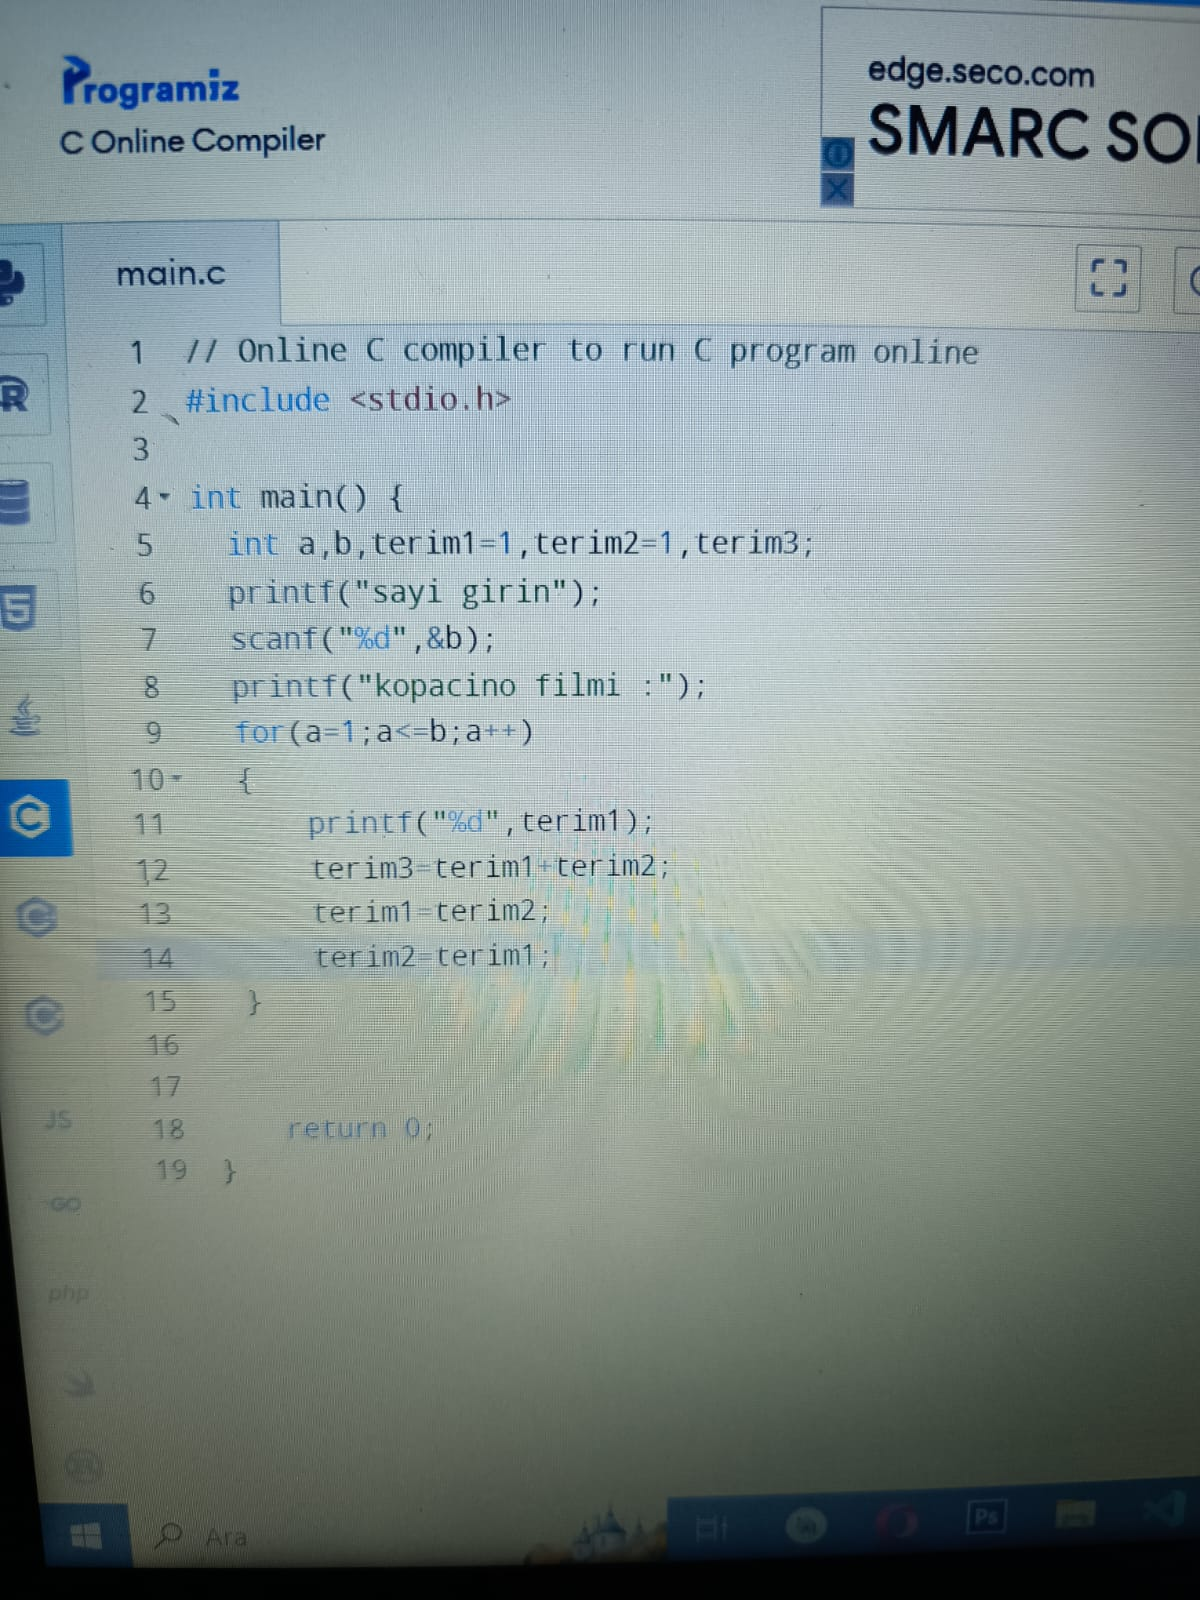 Programiz
C Online Compiler
edge.seco.com
SMARC
main.c
1 // Online C compiler to run C program online
2 #include <stdio.h>
3
4 int main() {
5 int a,b,terim1=1,terim2=1,terim3;
6 printf("sayi girin");
7 scanf("%d",&b);
8 printf("kopacino filmi :");
9 for(a=1;a<=b;a++)
10 {
11 printf("%d",terim1);
12 terim3=terim1+terim2;
13 terim1=terim2;
14 terim2=terim1;
15 }
16
17
18 return 0;
19 }
R
5
C
C
C
JS
GO
php
Ara
Ps